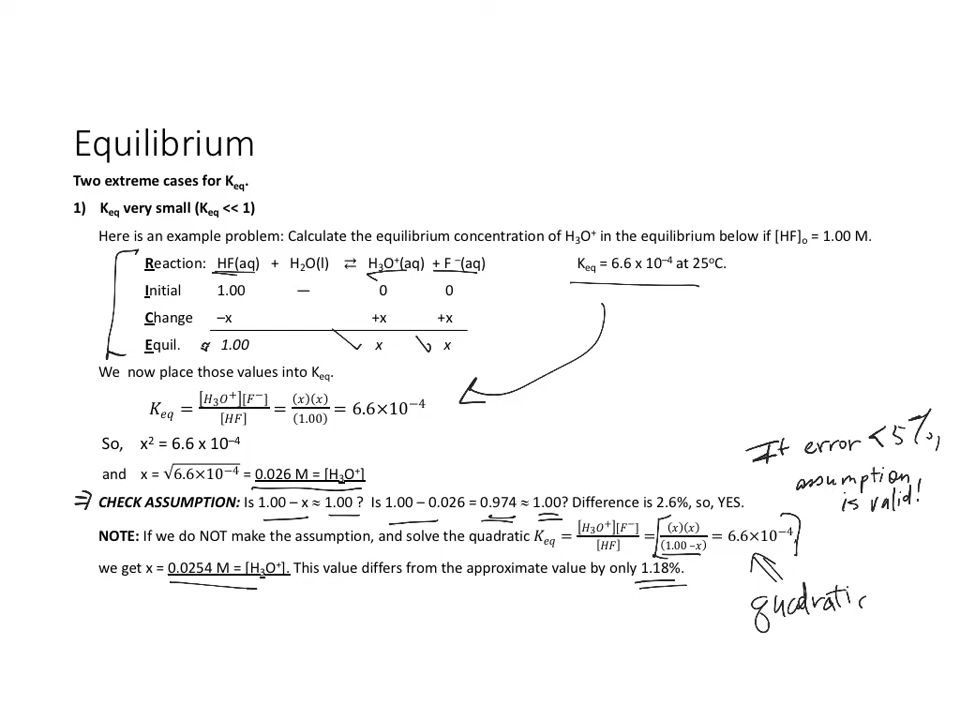 Equilibrium
Two extreme cases for Keq.
1) Keq very small (Keq << 1)
Here is an example problem: Calculate the equilibrium concentration of H3O+ in the equilibrium below if [HF]o = 1.00 M.
Reaction: HF(aq) + H2O(l) ⇄ H3O+(aq) + F –(aq) Keq = 6.6 x 10–4 at 25oC.
Initial 1.00 — 0 0
Change –x +x +x
Equil. 1.00 x x
We now place those values into Keq.
Keq = [H3O+][F−]/[HF] = (x)(x)/(1.00) = 6.6×10−4
So, x2 = 6.6 x 10–4
and x = √6.6×10−4 = 0.026 M = [H3O+]
⇒ CHECK ASSUMPTION: Is 1.00 – x ≈ 1.00 ? Is 1.00 - 0.026 = 0.974 ≈ 1.00? Difference is 2.6%, so, YES.
NOTE: If we do NOT make the assumption, and solve the quadratic Keq = [H3O+][F−]/[HF] = (x)(x)/(1.00 −x) = 6.6×10−4,
we get x = 0.0254 M = [H3O+]. This value differs from the approximate value by only 1.18%.
If error < 5%,
assumption
is valid!
quadratic